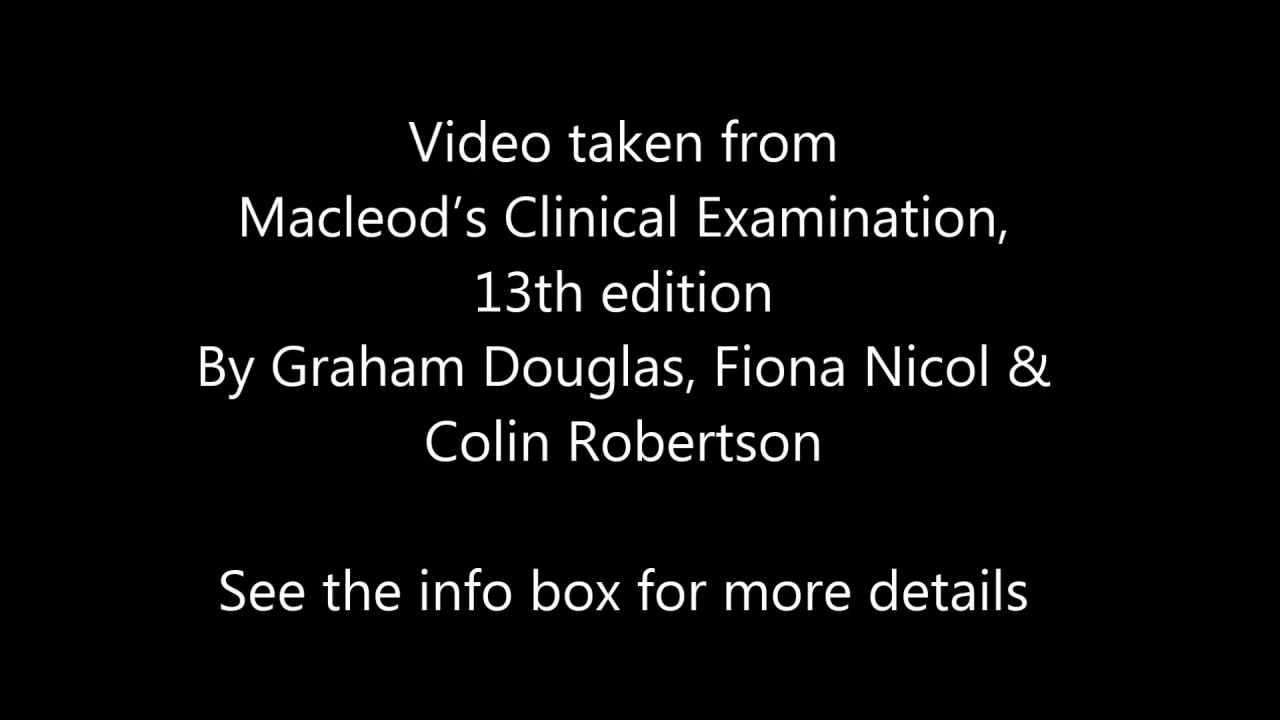 Video taken from
Macleod’s Clinical Examination,
13th edition
By Graham Douglas, Fiona Nicol &
Colin Robertson
See the info box for more details